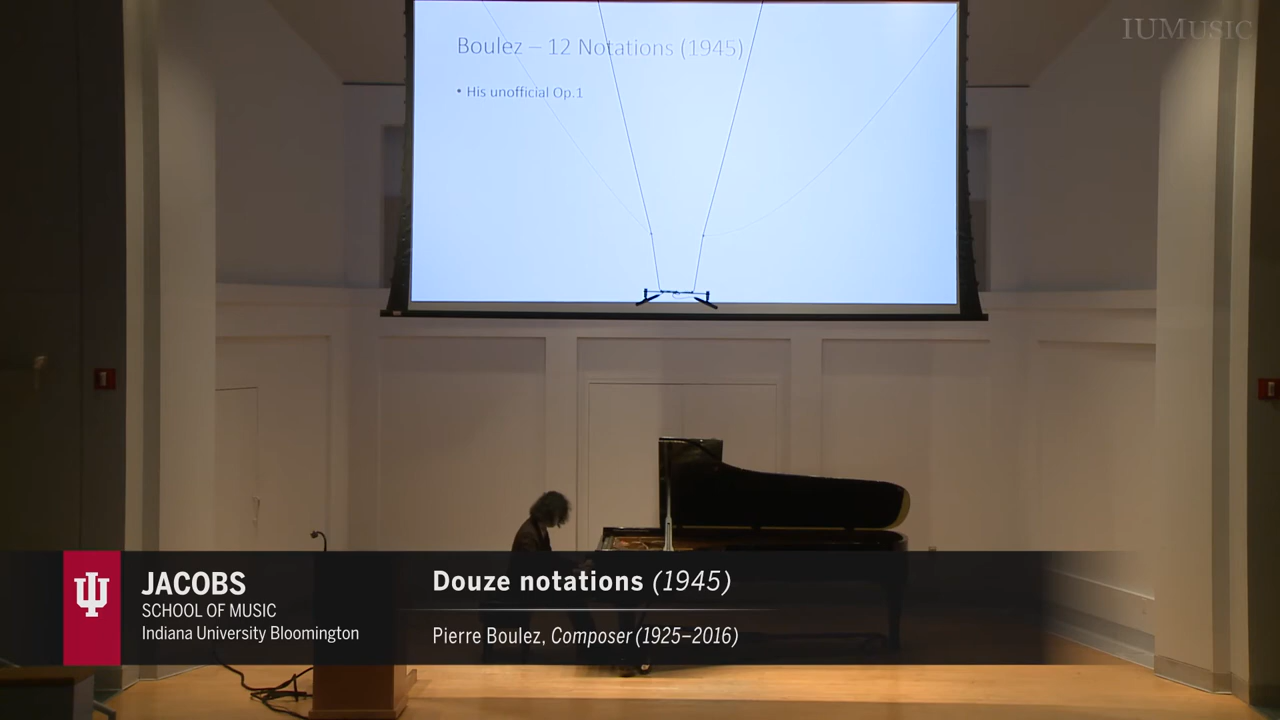 IUMUSIC
Boulez – 12 Notations (1945)
• His unofficial Op.1
JACOBS
SCHOOL OF MUSIC
Indiana University Bloomington
Douze notations (1945)
Pierre Boulez, Composer (1925–2016)